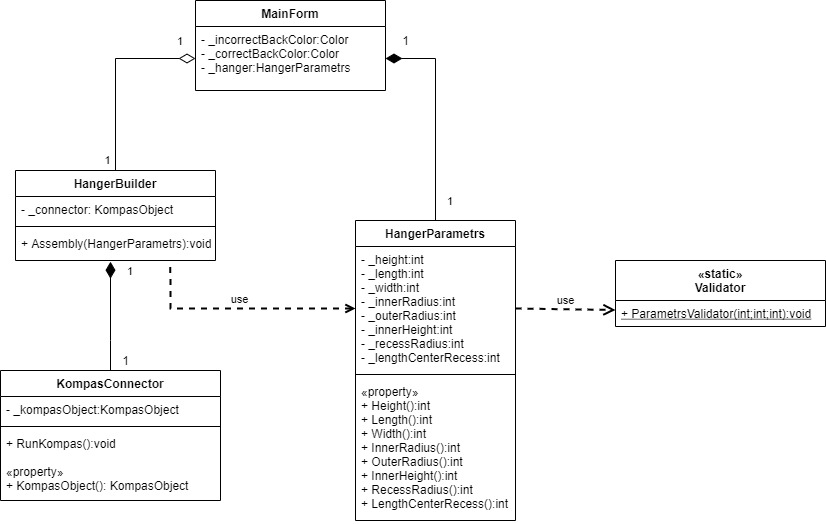 MainForm
- _incorrectBackColor:Color
- _correctBackColor:Color
- _hanger:HangerParametrs
1
1
1
HangerBuilder
- _connector: KompasObject
+ Assembly(HangerParametrs):void
1
1
use
1
HangerParametrs
- _height:int
- _length:int
- _width:int
- _innerRadius:int
- _outerRadius:int
- _innerHeight:int
- _recessRadius:int
- _lengthCenterRecess:int
«property»
+ Height():int
+ Length():int
+ Width():int
+ InnerRadius():int
+ OuterRadius():int
+ InnerHeight():int
+ RecessRadius():int
+ LengthCenterRecess():int
use
«static»
Validator
+ ParametrsValidator(int;int;int):void
KompasConnector
- _kompasObject:KompasObject
+ RunKompas():void
«property»
+ KompasObject(): KompasObject